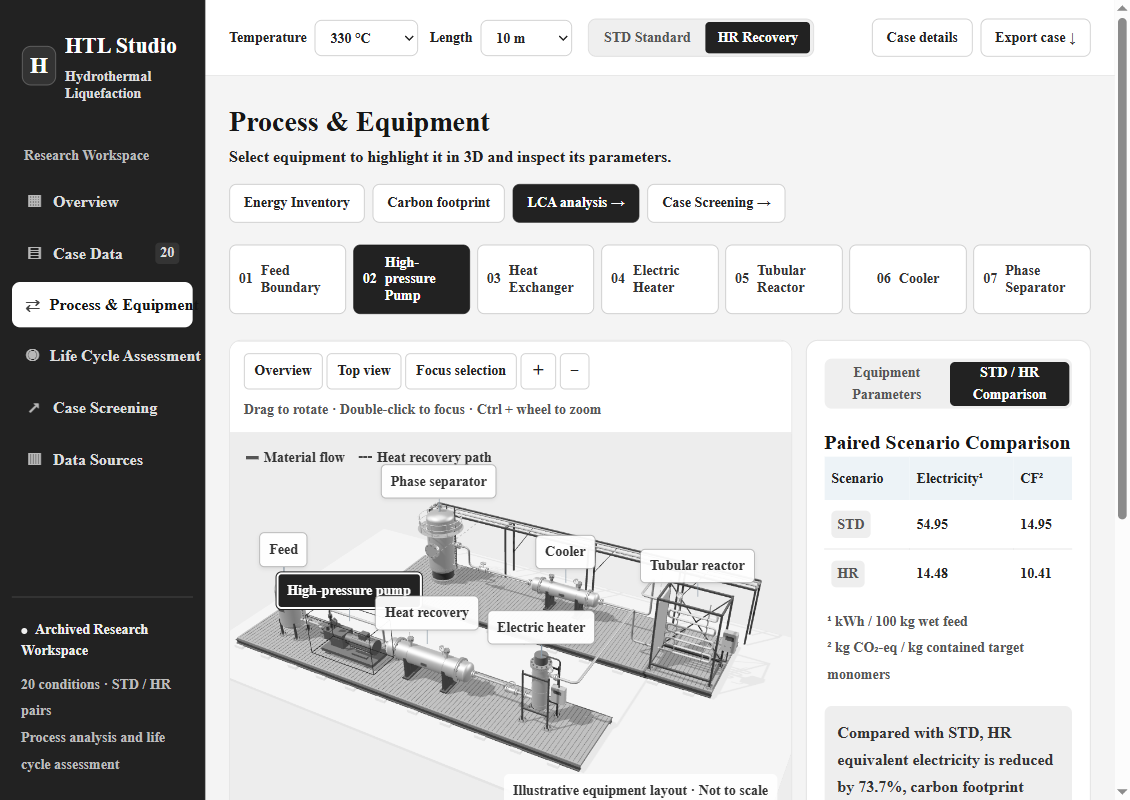 H
HTL Studio
Hydrothermal
Liquefaction
Research Workspace
Overview
Case Data 20
Process & Equipmen
Life Cycle Assessment
Case Screening
Data Sources
Archived Research
Workspace
20 conditions · STD / HR
pairs
Process analysis and life
cycle assessment
Temperature 330 °C Length 10 m STD Standard HR Recovery Case details Export case ↓
Process & Equipment
Select equipment to highlight it in 3D and inspect its parameters.
Energy Inventory Carbon footprint LCA analysis → Case Screening →
01 Feed
Boundary
02 High-
pressure
Pump
03 Heat
Exchanger
04 Electric
Heater
05 Tubular
Reactor
06 Cooler
07 Phase
Separator
Overview Top view Focus selection + −
Drag to rotate · Double-click to focus · Ctrl + wheel to zoom
Material flow Heat recovery path
Phase separator
Feed
Cooler
Tubular reactor
High-pressure pump
Heat recovery
Electric heater
Illustrative equipment layout · Not to scale
Equipment
Parameters
STD / HR
Comparison
Paired Scenario Comparison
Scenario Electricity¹ CF²
STD 54.95 14.95
HR 14.48 10.41
¹ kWh / 100 kg wet feed
² kg CO₂-eq / kg contained target
monomers
Compared with STD, HR
equivalent electricity is reduced
by 73.7%, carbon footprint